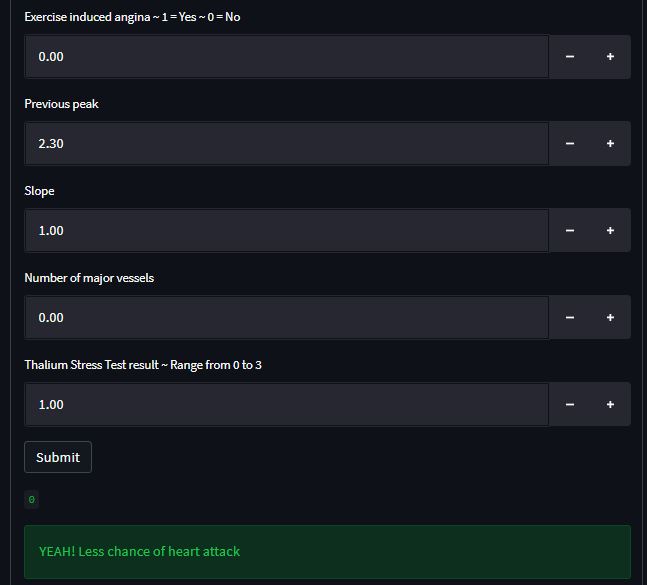 Exercise induced angina ~ 1 = Yes ~ 0 = No
0.00 − +
Previous peak
2.30 − +
Slope
1.00 − +
Number of major vessels
0.00 − +
Thalium Stress Test result ~ Range from 0 to 3
1.00 − +
Submit
0
YEAH! Less chance of heart attack